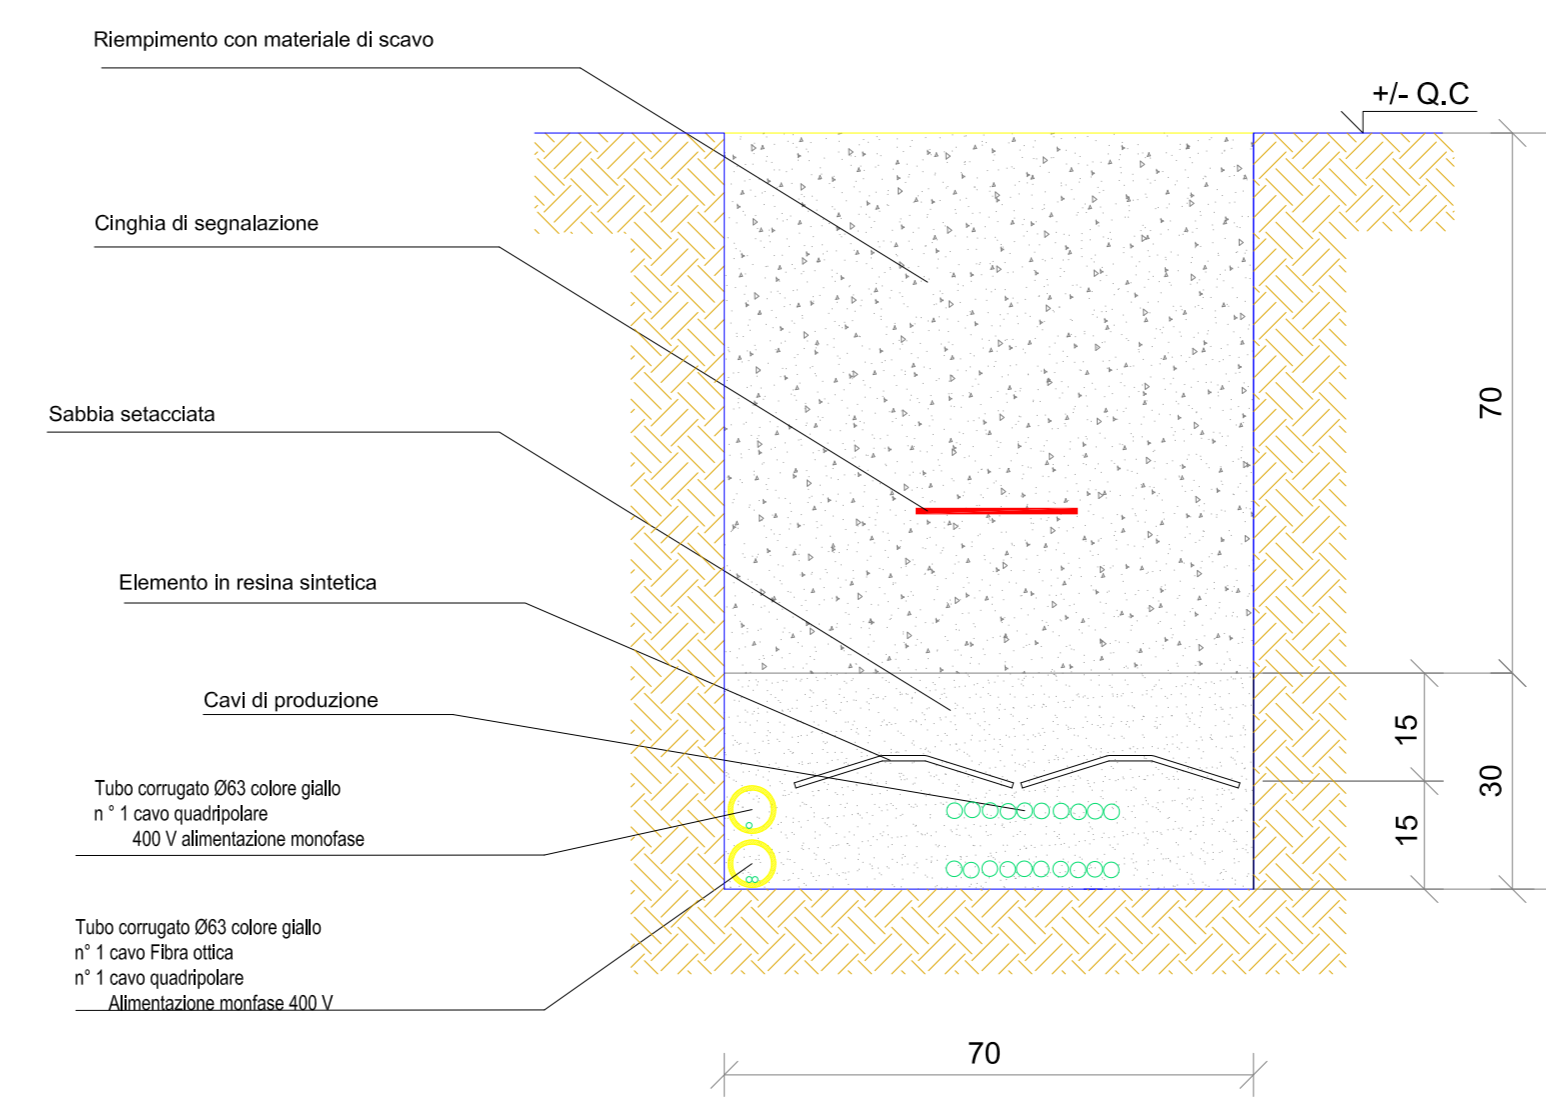 Riempimento con materiale di scavo
+/- Q.C
Cinghia di segnalazione
70
Sabbia setacciata
Elemento in resina sintetica
Cavi di produzione
15
30
15
Tubo corrugato Ø63 colore giallo
n ° 1 cavo quadripolare
400 V alimentazione monofase
Tubo corrugato Ø63 colore giallo
n° 1 cavo Fibra ottica
n° 1 cavo quadripolare
Alimentazione monfase 400 V
70